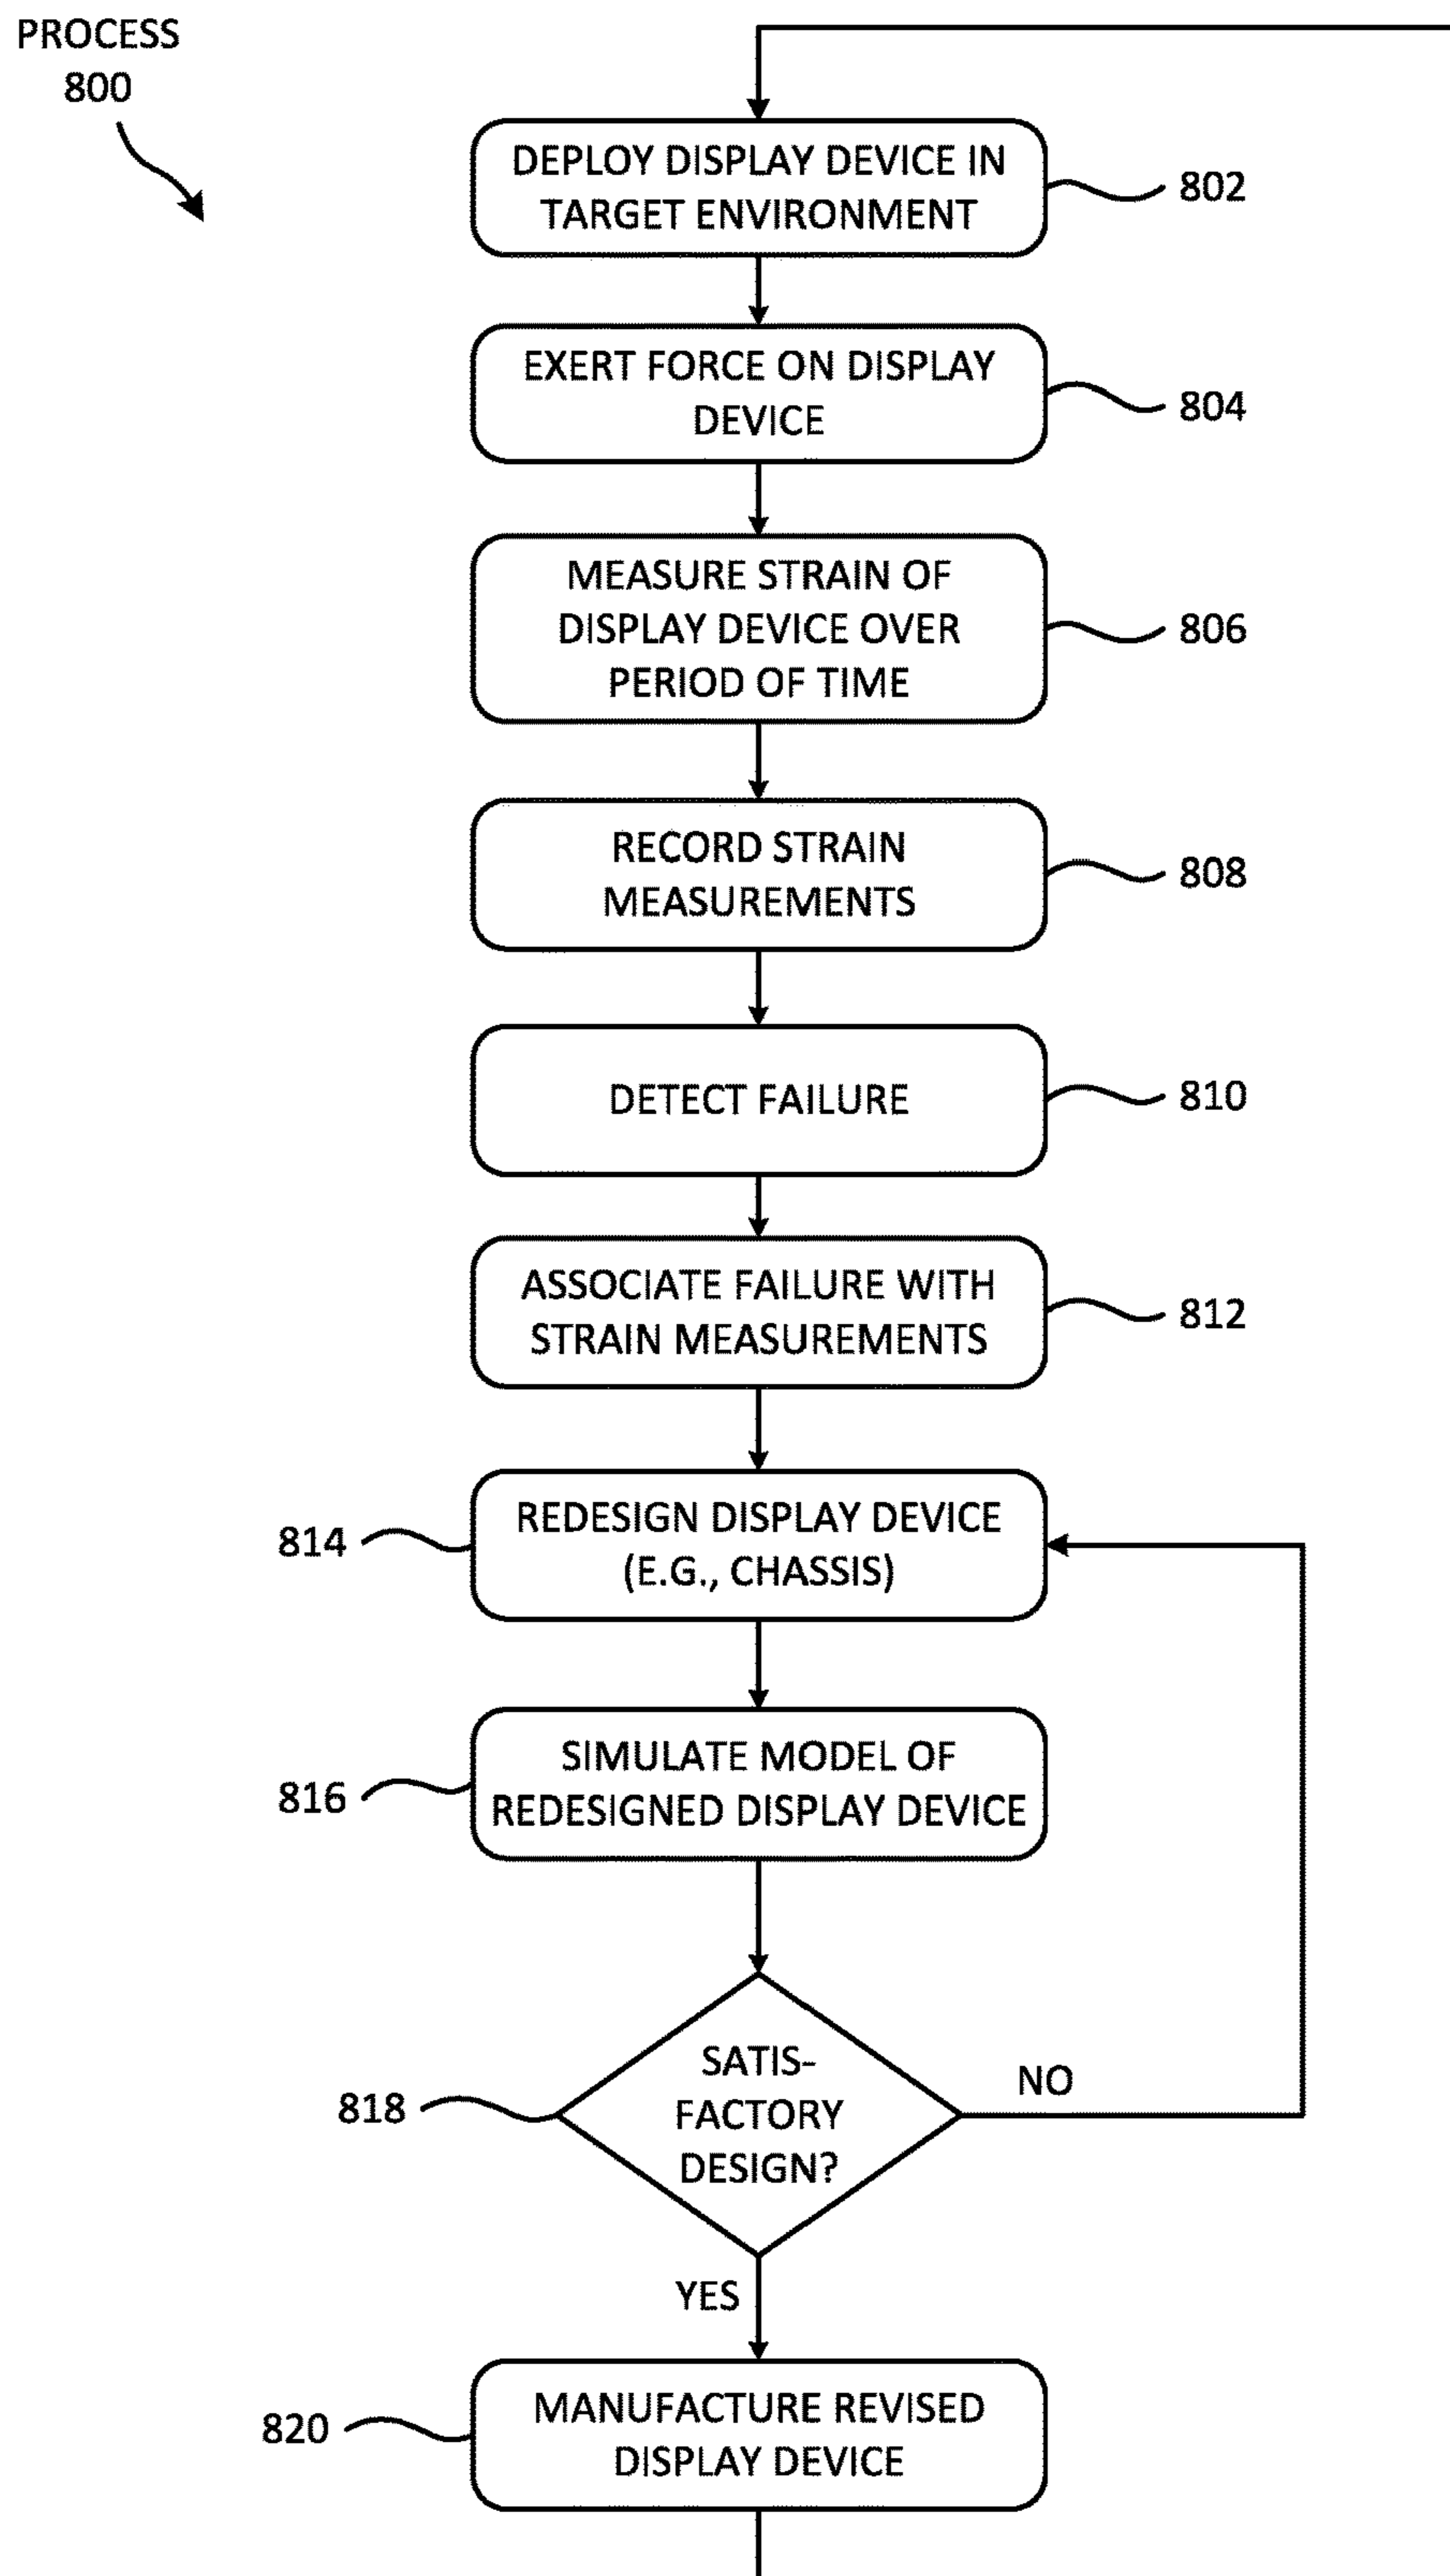 PROCESS
800
DEPLOY DISPLAY DEVICE IN
TARGET ENVIRONMENT
802
EXERT FORCE ON DISPLAY
DEVICE
804
MEASURE STRAIN OF
DISPLAY DEVICE OVER
PERIOD OF TIME
806
RECORD STRAIN
MEASUREMENTS
808
DETECT FAILURE
810
ASSOCIATE FAILURE WITH
STRAIN MEASUREMENTS
812
REDESIGN DISPLAY DEVICE
(E.G., CHASSIS)
814
SIMULATE MODEL OF
REDESIGNED DISPLAY DEVICE
816
SATIS-
FACTORY
DESIGN?
818
NO
YES
MANUFACTURE REVISED
DISPLAY DEVICE
820